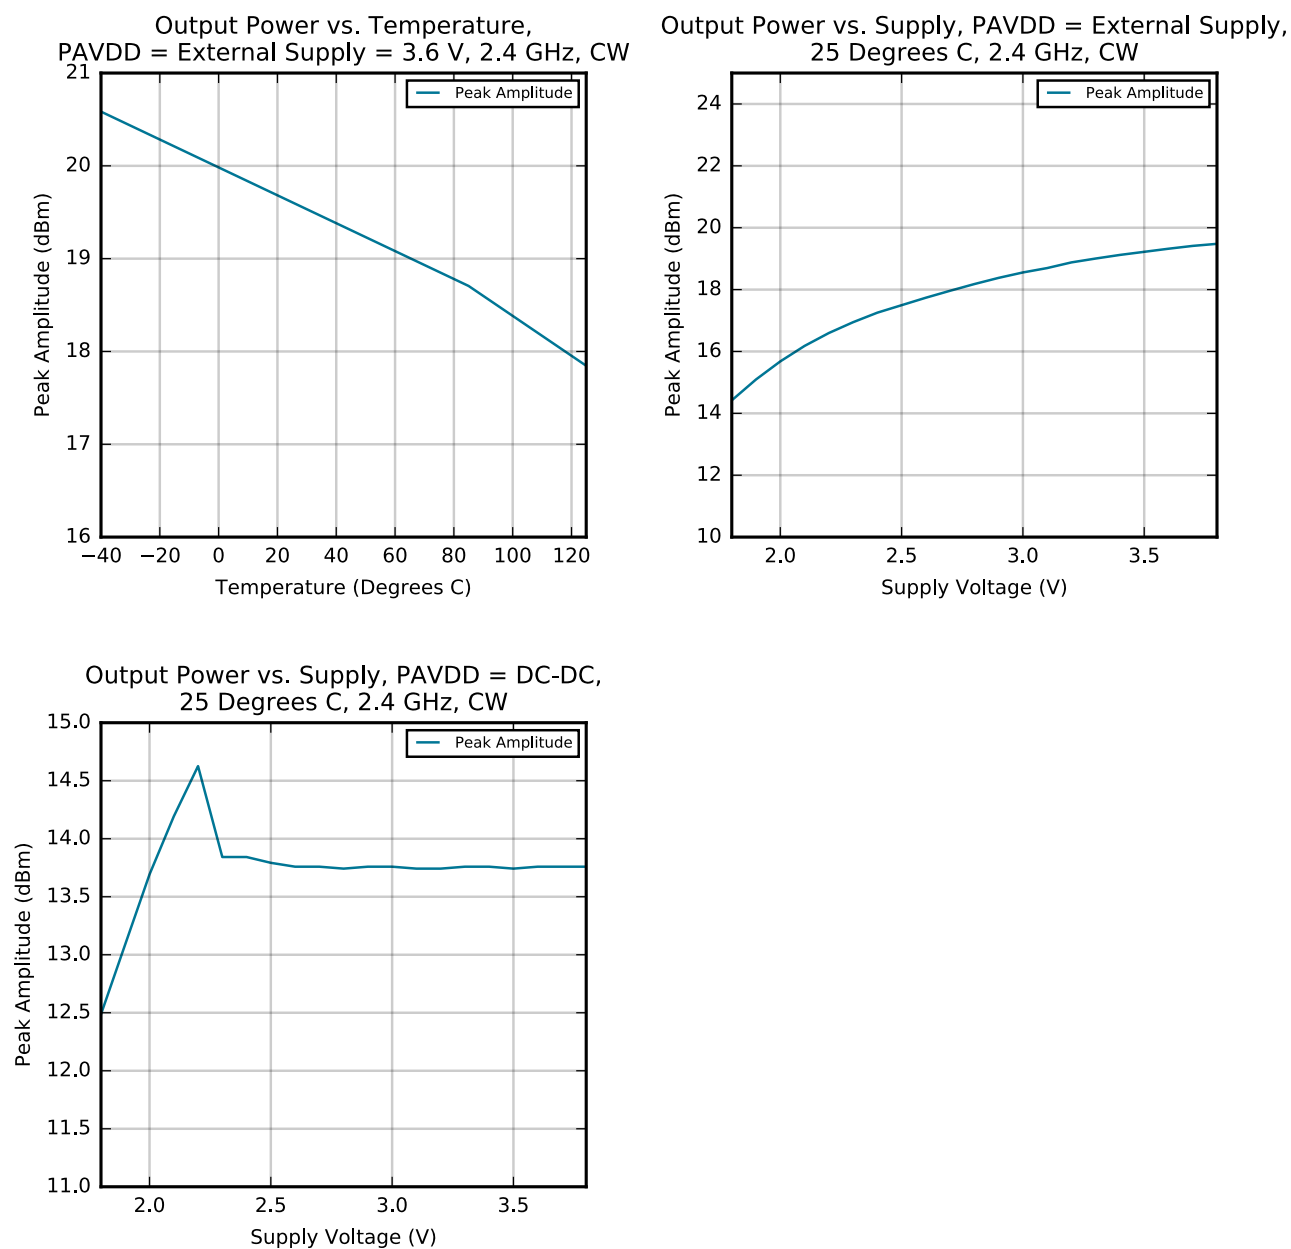 Output Power vs. Temperature,
PAVDD = External Supply = 3.6 V, 2.4 GHz, CW
Peak Amplitude
21
20
19
18
17
16
Peak Amplitude (dBm)
−40 −20 0 20 40 60 80 100 120
Temperature (Degrees C)
Output Power vs. Supply, PAVDD = External Supply,
25 Degrees C, 2.4 GHz, CW
Peak Amplitude
24
22
20
18
16
14
12
10
Peak Amplitude (dBm)
2.0 2.5 3.0 3.5
Supply Voltage (V)
Output Power vs. Supply, PAVDD = DC-DC,
25 Degrees C, 2.4 GHz, CW
Peak Amplitude
15.0
14.5
14.0
13.5
13.0
12.5
12.0
11.5
11.0
Peak Amplitude (dBm)
2.0 2.5 3.0 3.5
Supply Voltage (V)